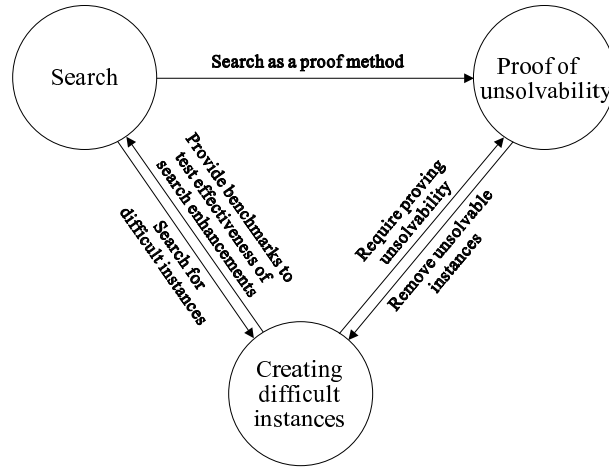 Search
Search as a proof method
Proof of
unsolvability
Provide benchmarks to
test effectiveness of
search enhancements
Search for
difficult instances
Require proving
unsolvability
Remove unsolvable
instances
Creating
difficult
instances